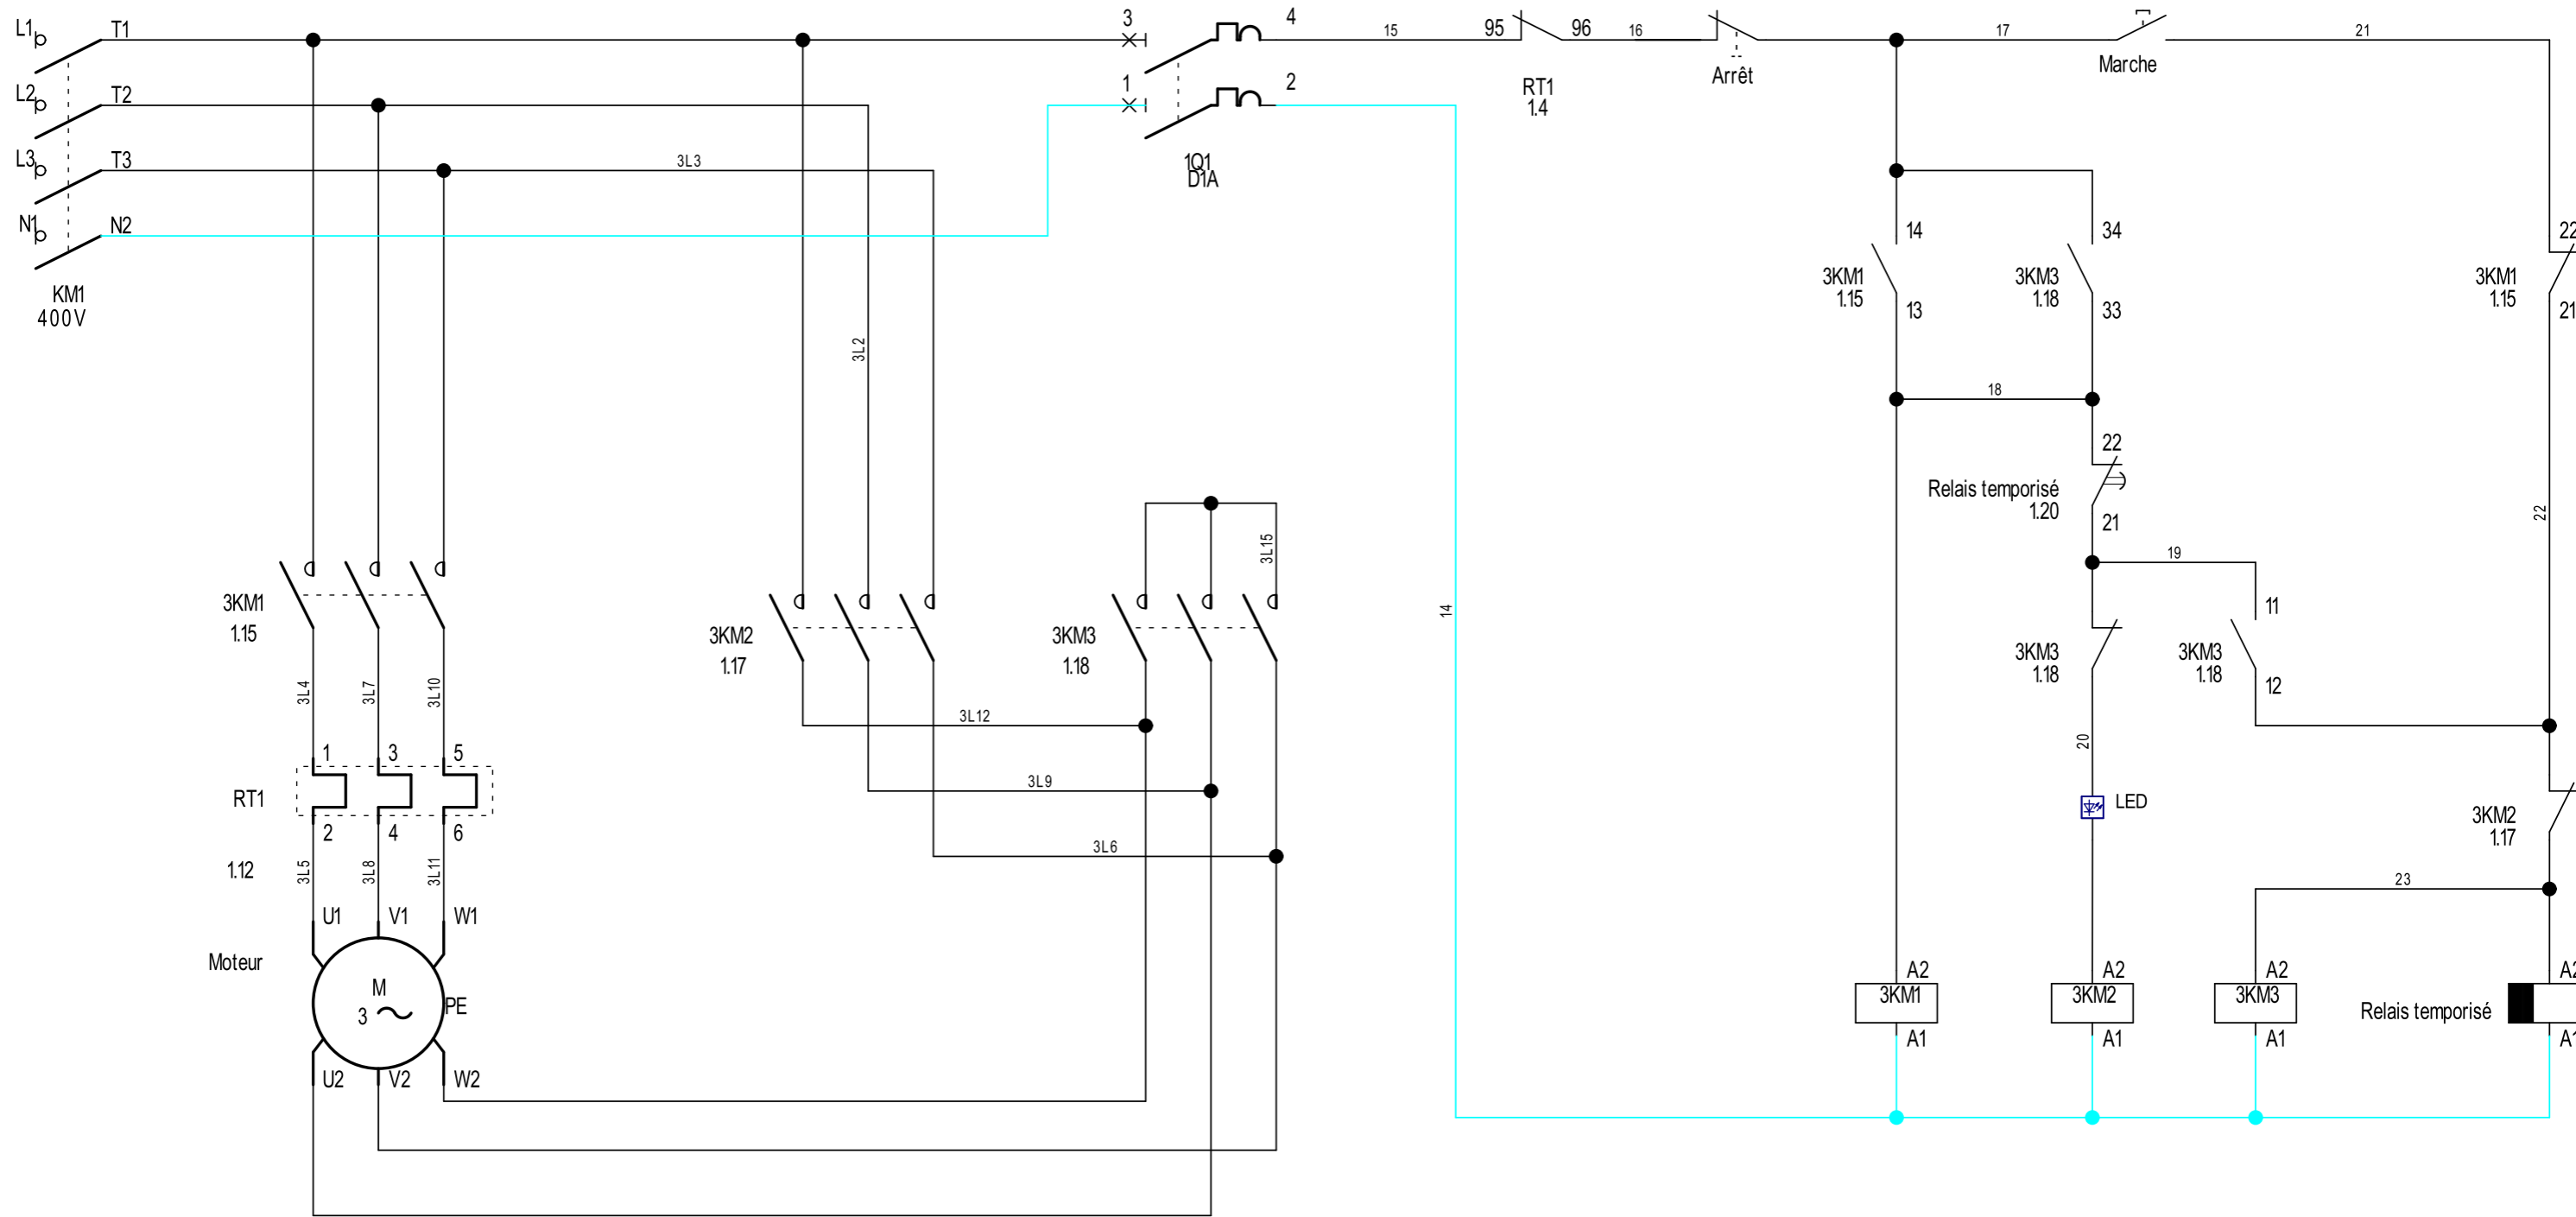 L1
T1
L2
T2
L3
T3
3L3
N1
N2
KM1
400V
3
4
1
2
1Q1
D1A
15
95
96
RT1
1.4
16
Arrêt
17
Marche
21
14
3KM1
1.15
13
34
3KM3
1.18
33
22
3KM1
1.15
21
3L2
18
22
Relais temporisé
1.20
21
22
19
3L15
3KM1
1.15
3KM2
1.17
3KM3
1.18
14
3KM3
1.18
11
3KM3
1.18
12
3L4
3L7
3L10
3L12
3L9
3L6
20
LED
3KM2
1.17
1
3
5
RT1
2
4
6
1.12
3L5
3L8
3L11
23
U1
V1
W1
Moteur
M
3
PE
U2
V2
W2
A2
3KM1
A1
A2
3KM2
A1
A2
3KM3
A1
Relais temporisé
A2
A1